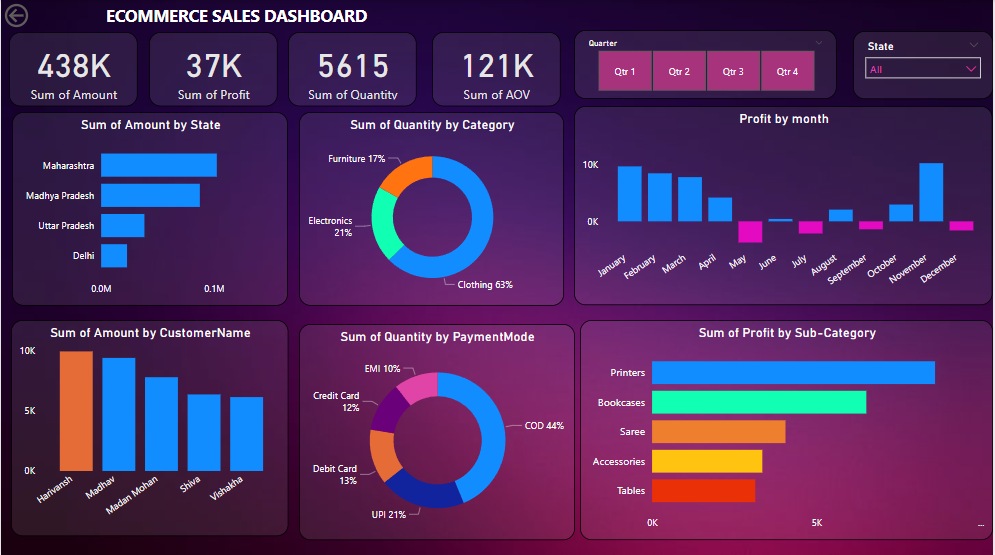 ECOMMERCE SALES DASHBOARD
438K
Sum of Amount
37K
Sum of Profit
5615
Sum of Quantity
121K
Sum of AOV
Quarter
Qtr 1
Qtr 2
Qtr 3
Qtr 4
State
All
Sum of Amount by State
Maharashtra
Madhya Pradesh
Uttar Pradesh
Delhi
0.0M
0.1M
Sum of Quantity by Category
Furniture 17%
Electronics
21%
Clothing 63%
Profit by month
10K
0K
January
February
March
April
May
June
July
August
September
October
November
December
Sum of Amount by CustomerName
10K
5K
0K
Harivansh
Madhav
Madan Mohan
Shiva
Vishakha
Sum of Quantity by PaymentMode
EMI 10%
Credit Card
12%
COD 44%
Debit Card
13%
UPI 21%
Sum of Profit by Sub-Category
Printers
Bookcases
Saree
Accessories
Tables
0K
5K
...